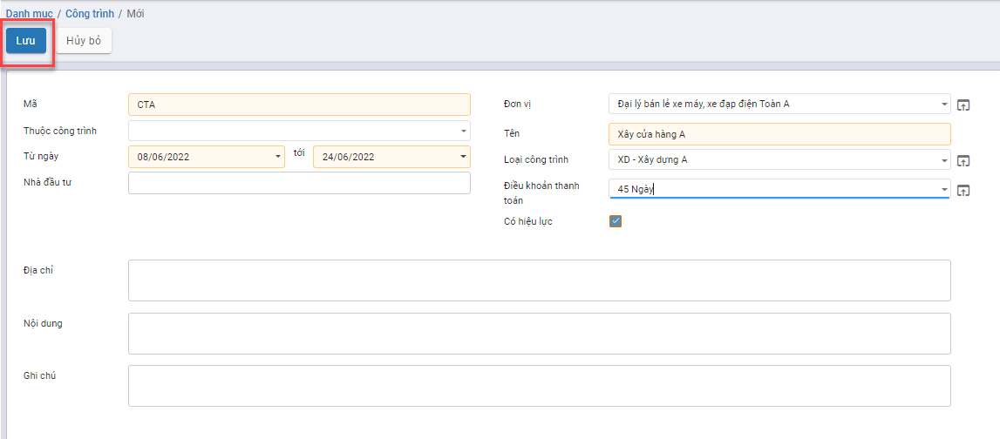 Danh mục / Công trình / Mới
Lưu Hủy bỏ
Mã CTA
Đơn vị Đại lý bán lẻ xe máy, xe đạp điện Toàn A
Thuộc công trình
Tên Xây cửa hàng A
Từ ngày 08/06/2022 tới 24/06/2022
Loại công trình XD - Xây dựng A
Nhà đầu tư
Điều khoản thanh
toán
45 Ngày
Có hiệu lực
Địa chỉ
Nội dung
Ghi chú